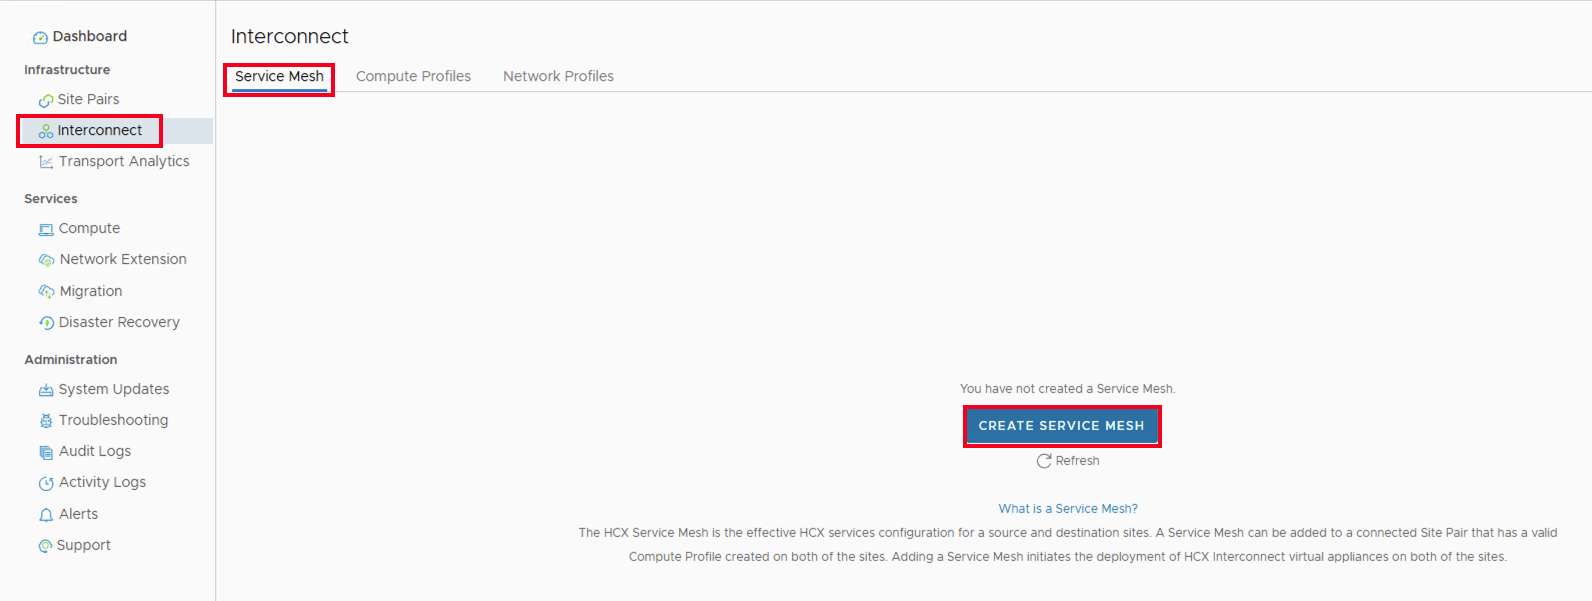 Dashboard
Infrastructure
Site Pairs
Interconnect
Transport Analytics
Services
Compute
Network Extension
Migration
Disaster Recovery
Administration
System Updates
Troubleshooting
Audit Logs
Activity Logs
Alerts
Support
Interconnect
Service Mesh Compute Profiles Network Profiles
You have not created a Service Mesh.
CREATE SERVICE MESH
Refresh
What is a Service Mesh?
The HCX Service Mesh is the effective HCX services configuration for a source and destination sites. A Service Mesh can be added to a connected Site Pair that has a valid
Compute Profile created on both of the sites. Adding a Service Mesh initiates the deployment of HCX Interconnect virtual appliances on both of the sites.